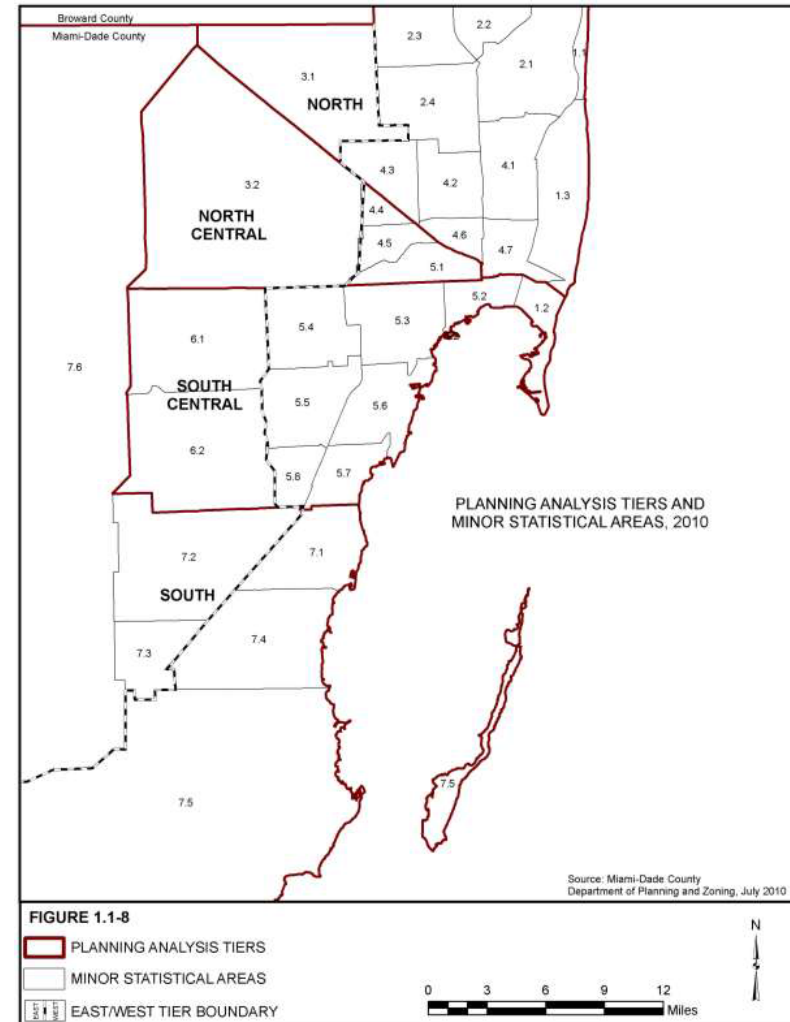 Broward County
Miami-Dade County
2.2
2.3
1.1
2.1
3.1
NORTH
2.4
4.3
4.2
4.1
3.2
1.3
4.4
NORTH
CENTRAL
4.6
4.5
4.7
5.1
5.2
1.2
5.4
5.3
6.1
7.6
SOUTH
CENTRAL
5.5
5.6
6.2
5.8
5.7
PLANNING ANALYSIS TIERS AND
MINOR STATISTICAL AREAS, 2010
7.2
7.1
SOUTH
7.4
7.3
7.5
7.5
Source: Miami-Dade County
Department of Planning and Zoning, July 2010
FIGURE 1.1-8
PLANNING ANALYSIS TIERS
MINOR STATISTICAL AREAS
EAST WEST EAST/WEST TIER BOUNDARY
N
0 3 6 9 12
Miles